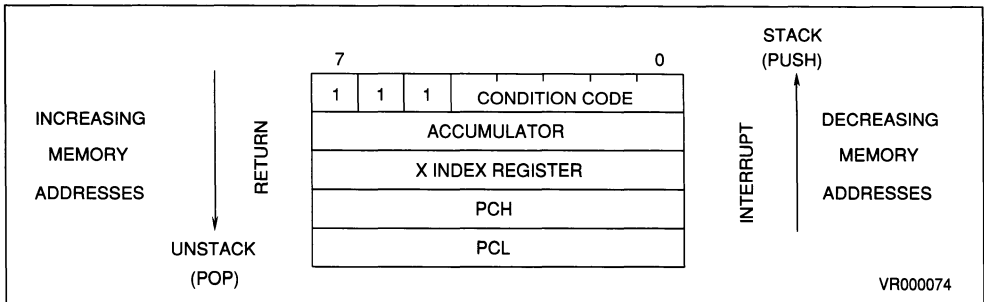 STACK
(PUSH)
7 0
1 1 1 CONDITION CODE
ACCUMULATOR
X INDEX REGISTER
PCH
PCL
INCREASING
MEMORY
ADDRESSES
RETURN
UNSTACK
(POP)
INTERRUPT
DECREASING
MEMORY
ADDRESSES
VR000074